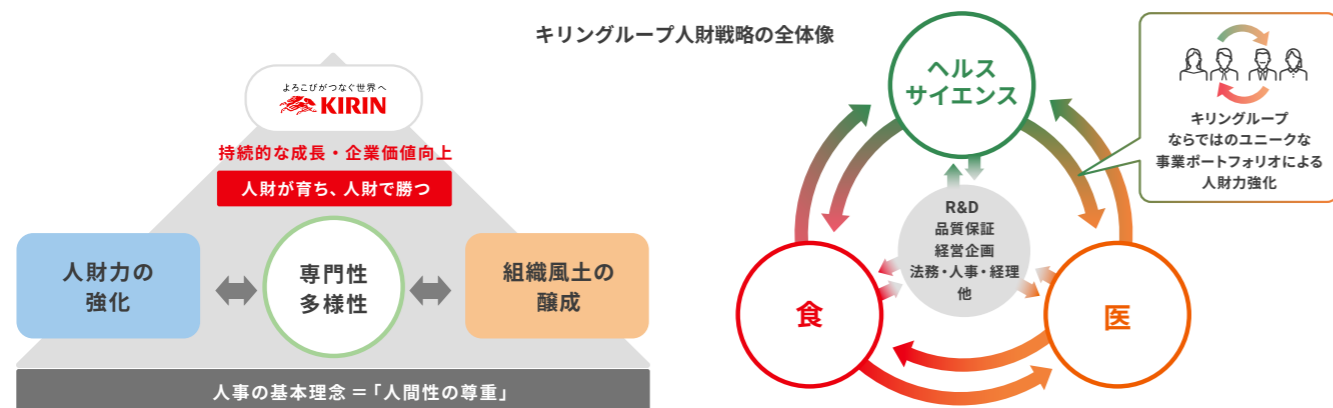 キリングループ人財戦略の全体像
よろこびがつなぐ世界へ
KIRIN
持続的な成長・企業価値向上
人財が育ち、人財で勝つ
人財力の
強化
専門性
多様性
組織風土の
醸成
人事の基本理念＝「人間性の尊重」
ヘルス
サイエンス
R&D
品質保証
経営企画
法務・人事・経理
他
食
医
キリングループ
ならではのユニークな
事業ポートフォリオによる
人財力強化